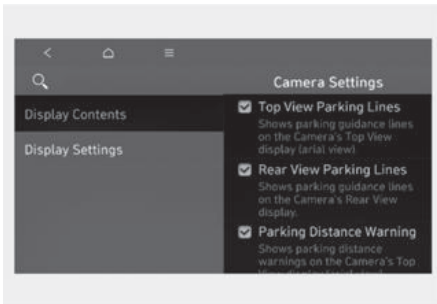 Camera Settings
Display Contents
Display Settings
Top View Parking Lines
Shows parking guidance lines
on the Camera's Top View
display (arial view)
Rear View Parking Lines
Shows parking guidance lines
on the Camera's Rear View
display.
Parking Distance Warning
Shows parking distance
warnings on the Camera's Top